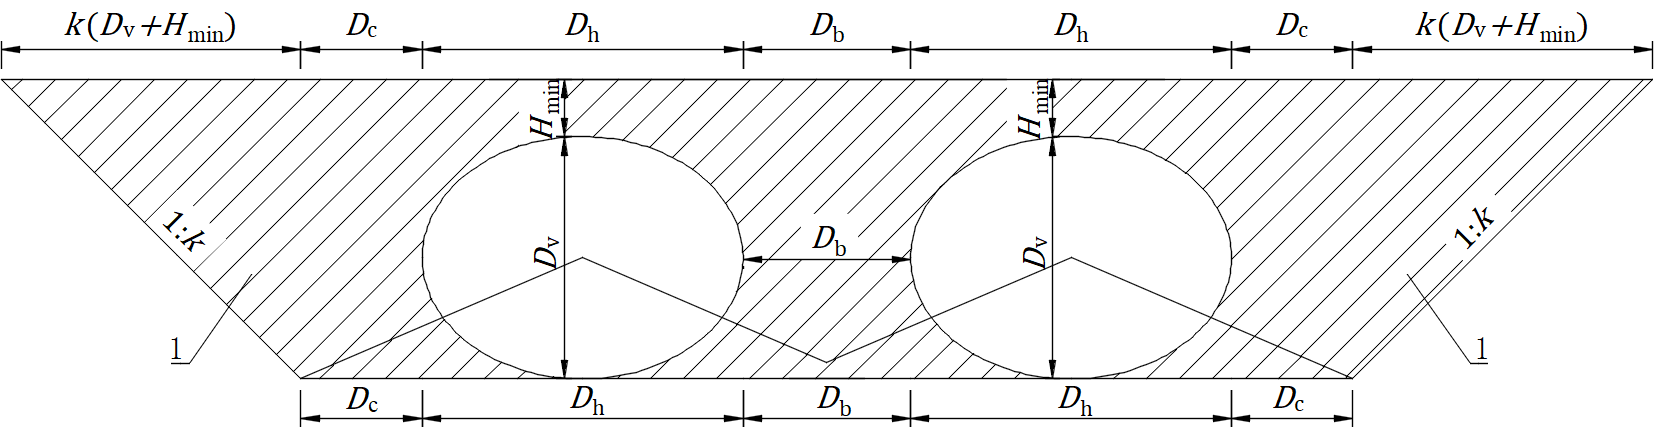 k(Dv+Hmin) Dc Dh Db Dh Dc k(Dv+Hmin)
Hmin Hmin
1:k Dv Db Dv 1:k
1 1
Dc Dh Db Dh Dc